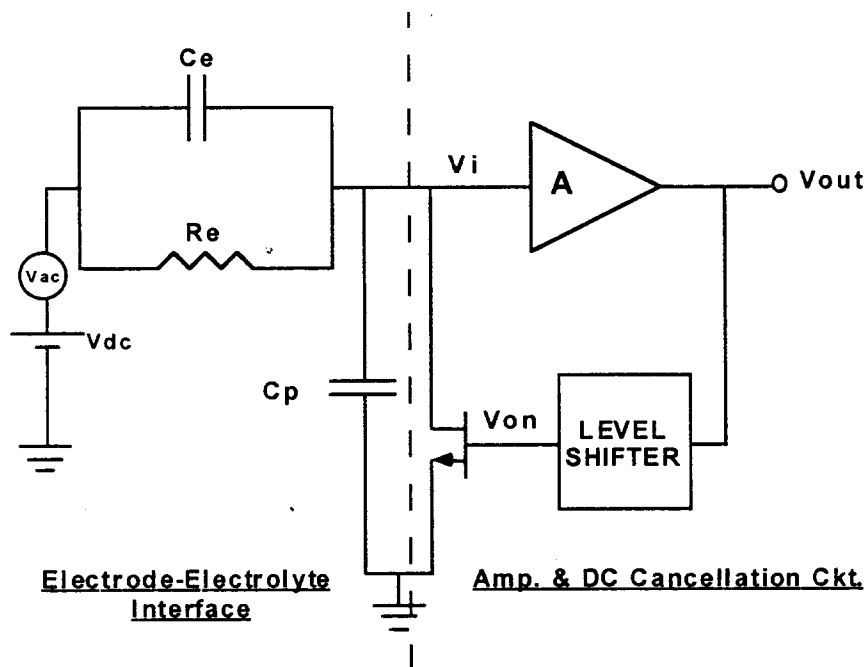 Ce
Re
Vac
Vdc
Cp
Vi
A
Vout
Von
LEVEL
SHIFTER
Electrode-Electrolyte
Interface
Amp. & DC Cancellation Ckt.